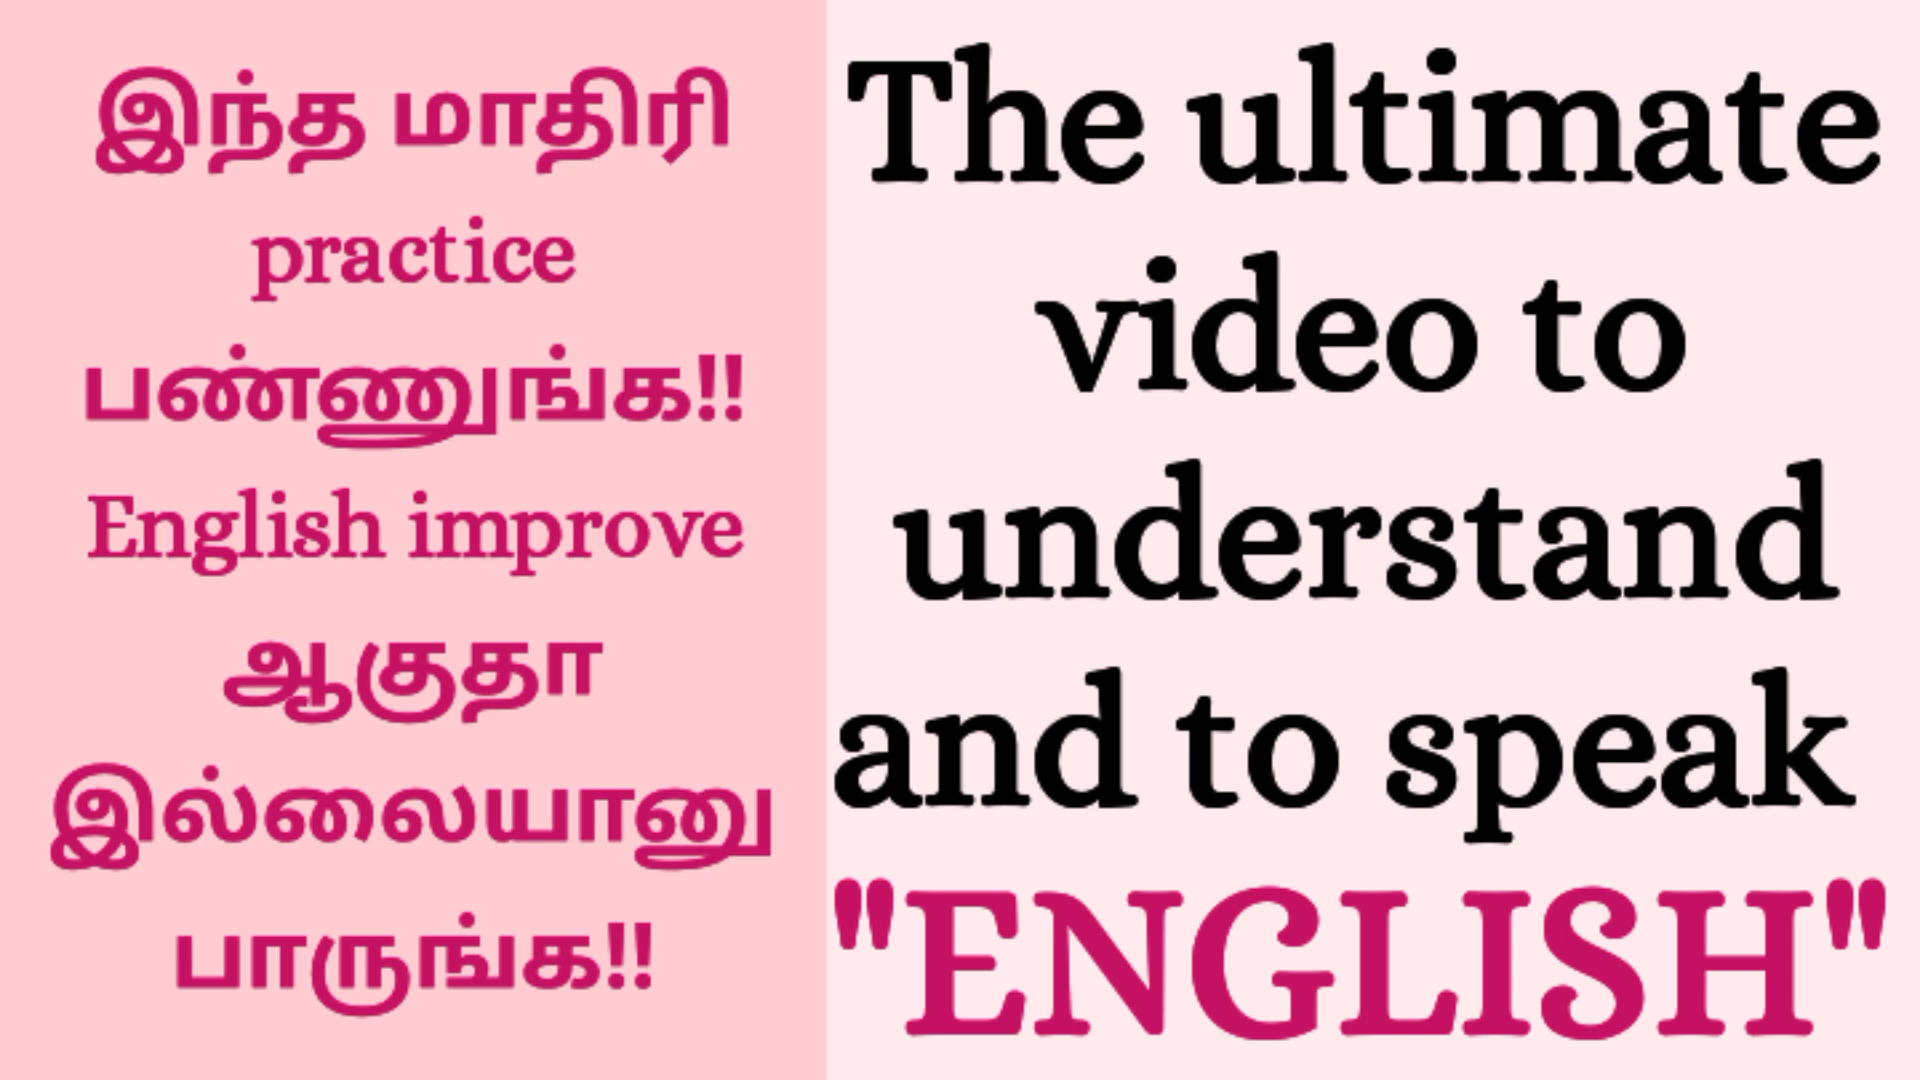 இந்த மாதிரி
practice
பண்ணுங்க!!
English improve
ஆகுதா
இல்லையானு
பாருங்க!!
The ultimate
video to
understand
and to speak
"ENGLISH"